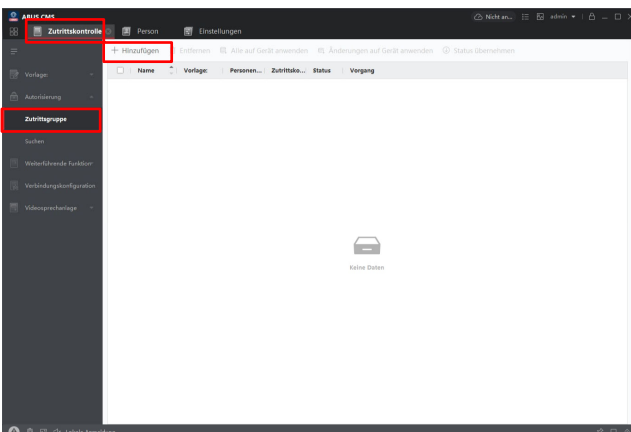 ABUS CMS
Nicht an...
admin
Zutrittskontrolle
Person
Einstellungen
+ Hinzufügen
Entfernen
Alle auf Gerät anwenden
Änderungen auf Gerät anwenden
Status übernehmen
Name
Vorlage:
Personen...
Zutrittsko...
Status
Vorgang
Vorlage:
Autorisierung
Zutrittsgruppe
Suchen
Weiterführende Funktion
Verbindungskonfiguration
Videosprechanlage
Keine Daten